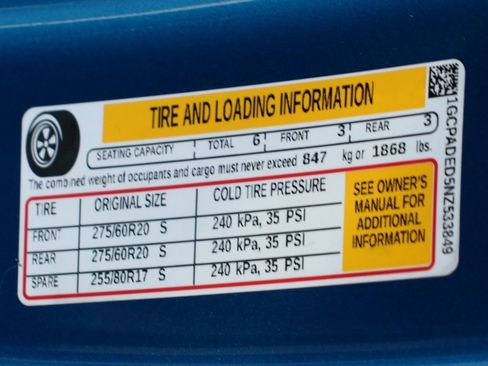 TIRE AND LOADING INFORMATION
SEATING CAPACITY TOTAL 6 FRONT 3 REAR 3
The combined weight of occupants and cargo must never exceed 847 kg or 1868 lbs.
TIRE ORIGINAL SIZE COLD TIRE PRESSURE
FRONT 275/60R20 S 240 kPa, 35 PSI
REAR 275/60R20 S 240 kPa, 35 PSI
SPARE 255/80R17 S 240 kPa, 35 PSI
SEE OWNER'S
MANUAL FOR
ADDITIONAL
INFORMATION
1GCPADED5NZ533849